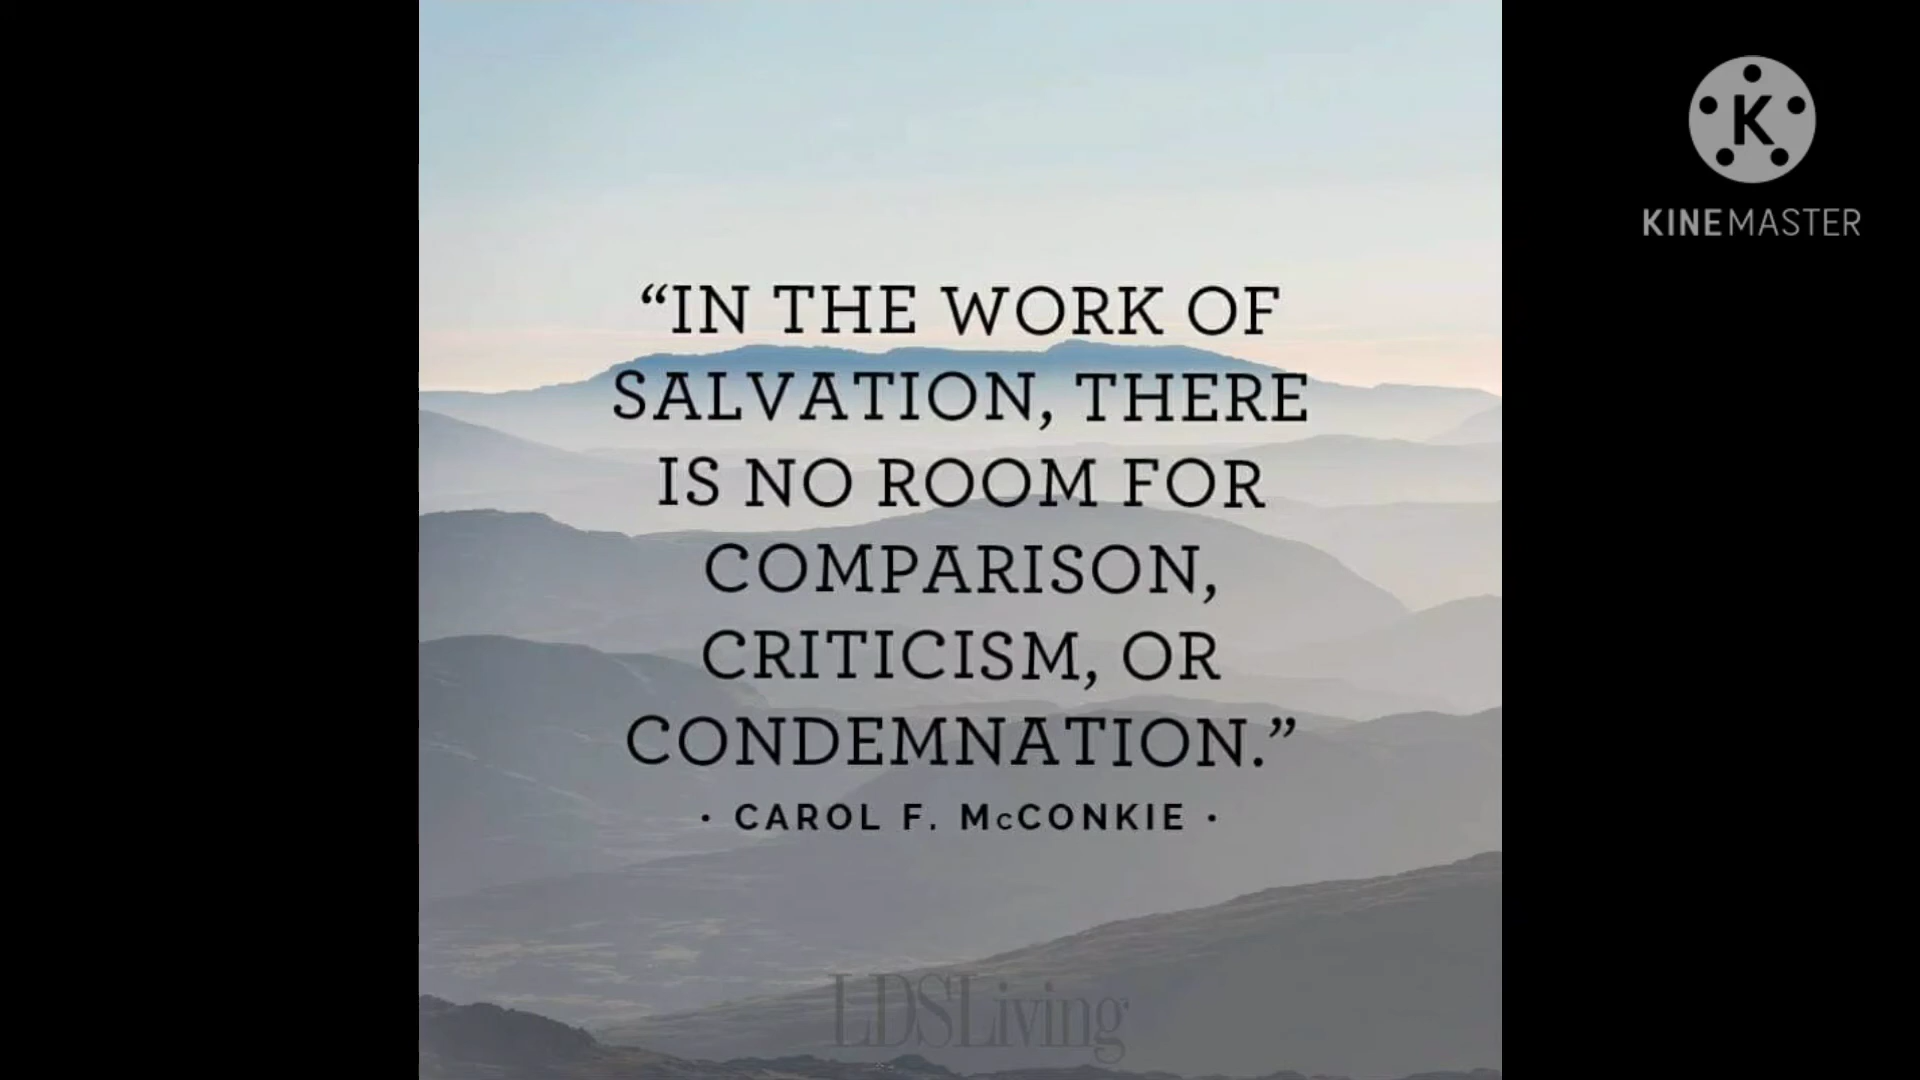 “IN THE WORK OF
SALVATION, THERE
IS NO ROOM FOR
COMPARISON,
CRITICISM, OR
CONDEMNATION.”
· CAROL F. McCONKIE ·
LDSLiving
K
KINEMASTER